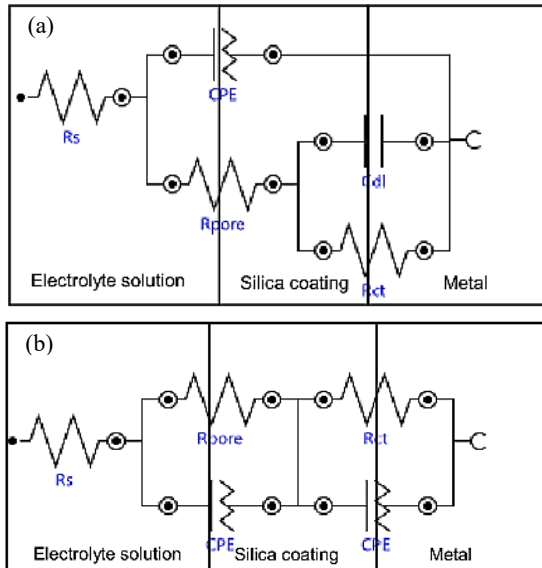 (a)
CPE
Rs
Cdl
Rpore
Electrolyte solution Silica coating Metal
Rct
(b)
Rpore Rct
Rs
CPE CPE
Electrolyte solution Silica coating Metal